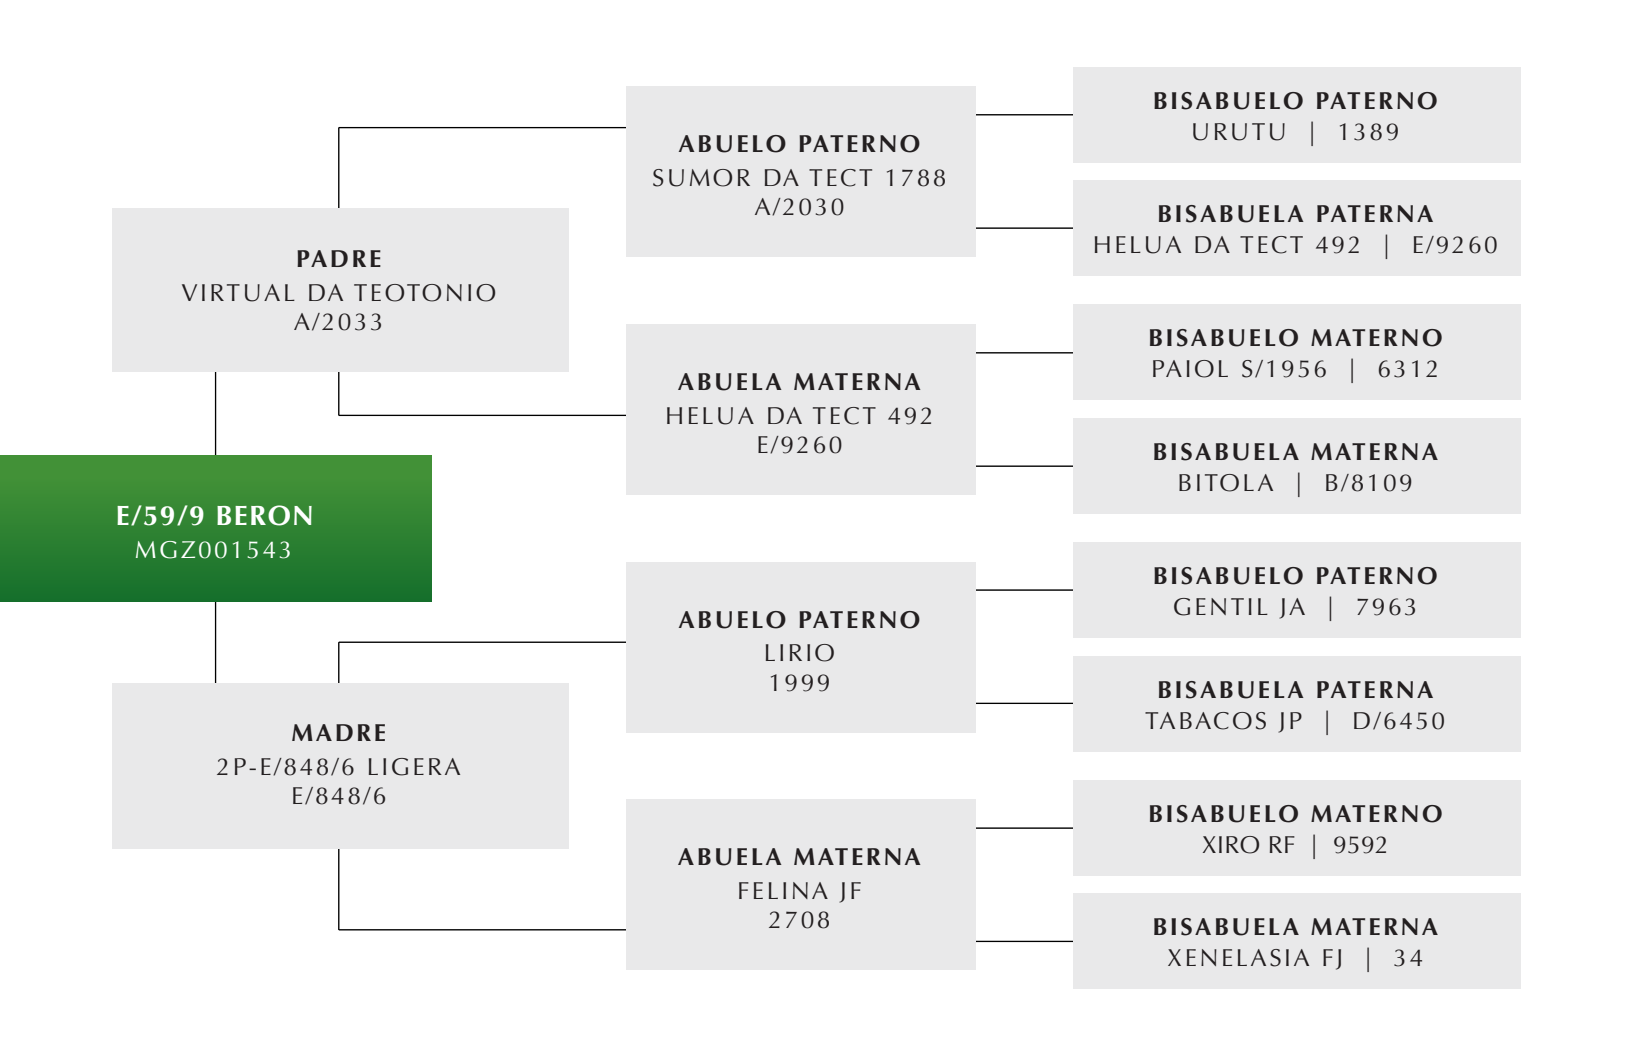 PADRE
VIRTUAL DA TEOTONIO
A/2033
E/59/9 BERON
MGZ001543
MADRE
2P-E/848/6 LIGERA
E/848/6
ABUELO PATERNO
SUMOR DA TECT 1788
A/2030
ABUELA MATERNA
HELUA DA TECT 492
E/9260
ABUELO PATERNO
LIRIO
1999
ABUELA MATERNA
FELINA JF
2708
BISABUELO PATERNO
URUTU | 1389
BISABUELA PATERNA
HELUA DA TECT 492 | E/9260
BISABUELO MATERNO
PAIOL S/1956 | 6312
BISABUELA MATERNA
BITOLA | B/8109
BISABUELO PATERNO
GENTIL JA | 7963
BISABUELA PATERNA
TABACOS JP | D/6450
BISABUELO MATERNO
XIRO RF | 9592
BISABUELA MATERNA
XENELASIA FJ | 34